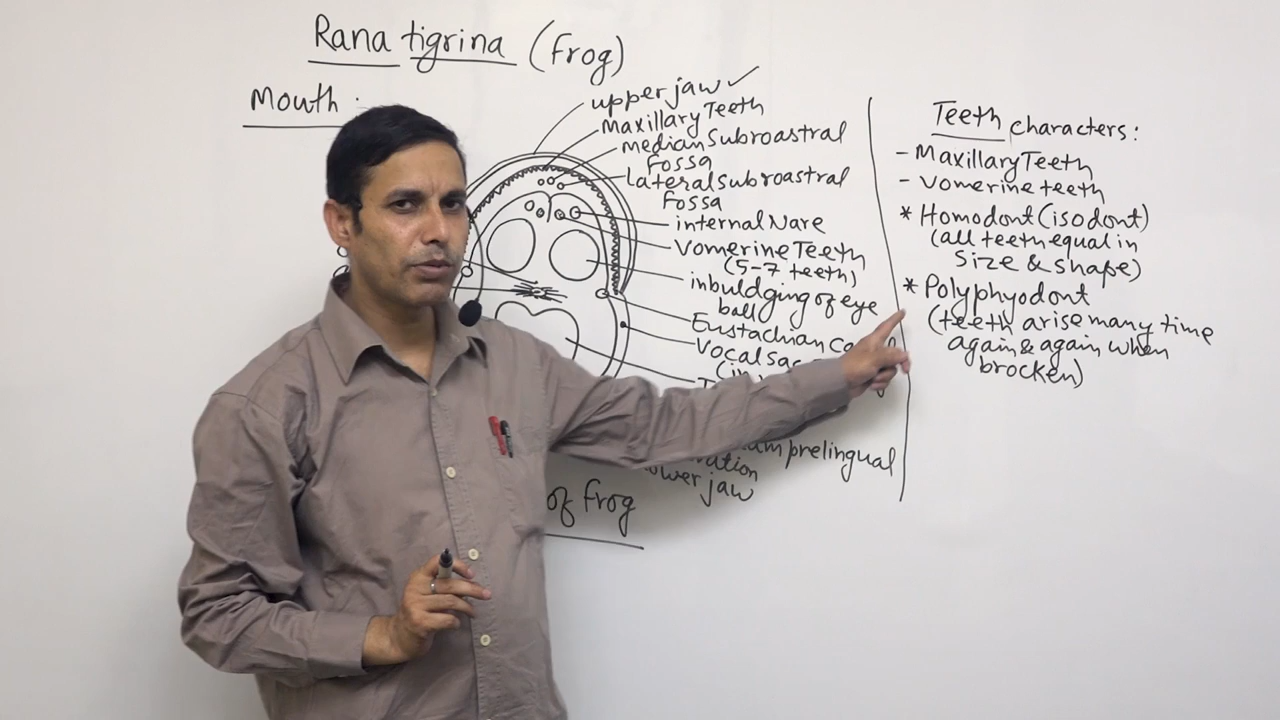 Rana tigrina (frog)
Mouth :
upper jaw ✓
Maxillary Teeth
median Subroastral
Fossa
Lateral subroastral
Fossa
internal Nare
Vomerine Teeth
(5-7 teeth)
inbuldging of eye
ball
Eustachian
Vocal sac
(in
prelingual
lower jaw
of frog
Teeth characters:
- Maxillary Teeth
- Vomerine teeth
* Homodont (isodont)
(all teeth equal in
size & shape)
* Polyphyodont
(teeth arise many time
again & again when
brocken)